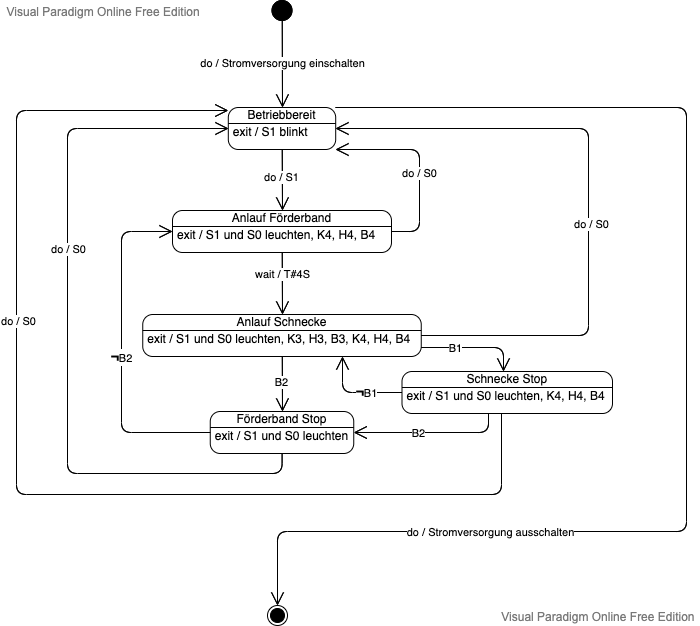 Visual Paradigm Online Free Edition
do / Stromversorgung einschalten
Betriebbereit
exit / S1 blinkt
do / S1
do / S0
Anlauf Förderband
exit / S1 und S0 leuchten, K4, H4, B4
do / S0
do / S0
wait / T#4S
Anlauf Schnecke
do / S0
exit / S1 und S0 leuchten, K3, H3, B3, K4, H4, B4
B1
¬B2
Schnecke Stop
B2
¬B1
exit / S1 und S0 leuchten, K4, H4, B4
Förderband Stop
B2
exit / S1 und S0 leuchten
do / Stromversorgung ausschalten
Visual Paradigm Online Free Edition